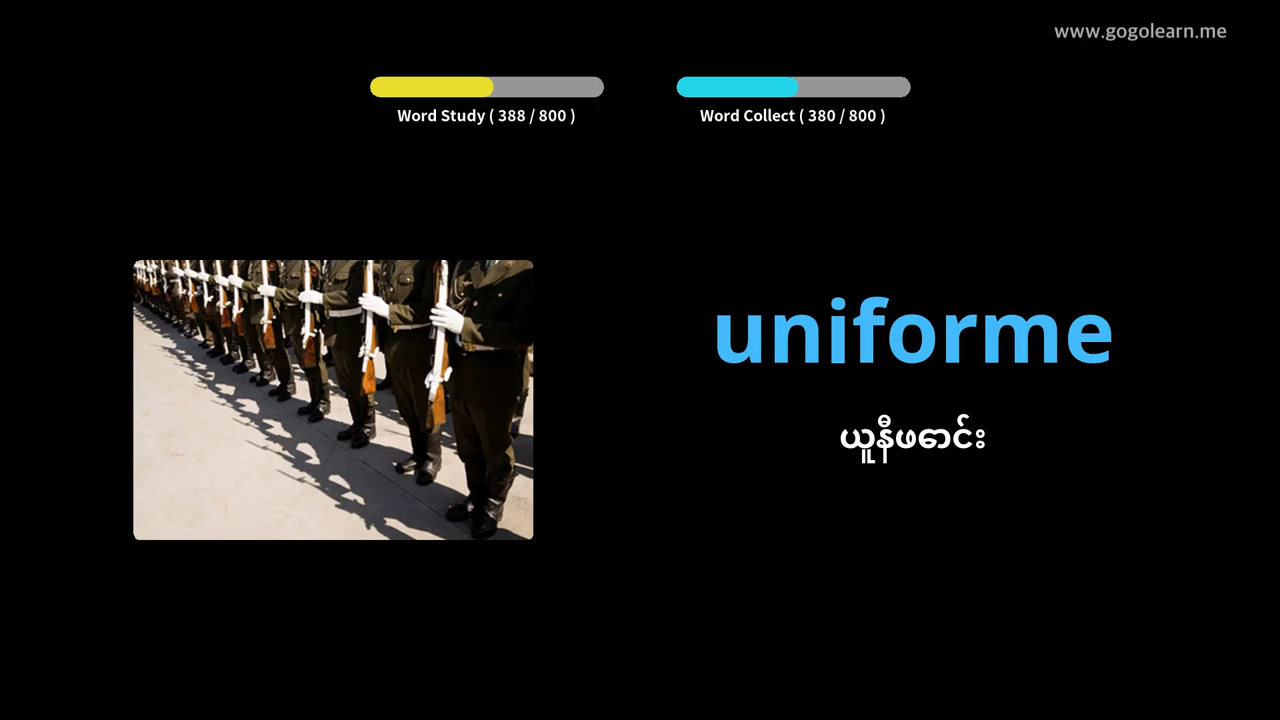 www.gogolearn.me
Word Study ( 388 / 800 )
Word Collect ( 380 / 800 )
uniforme
ယူနီဖောင်း